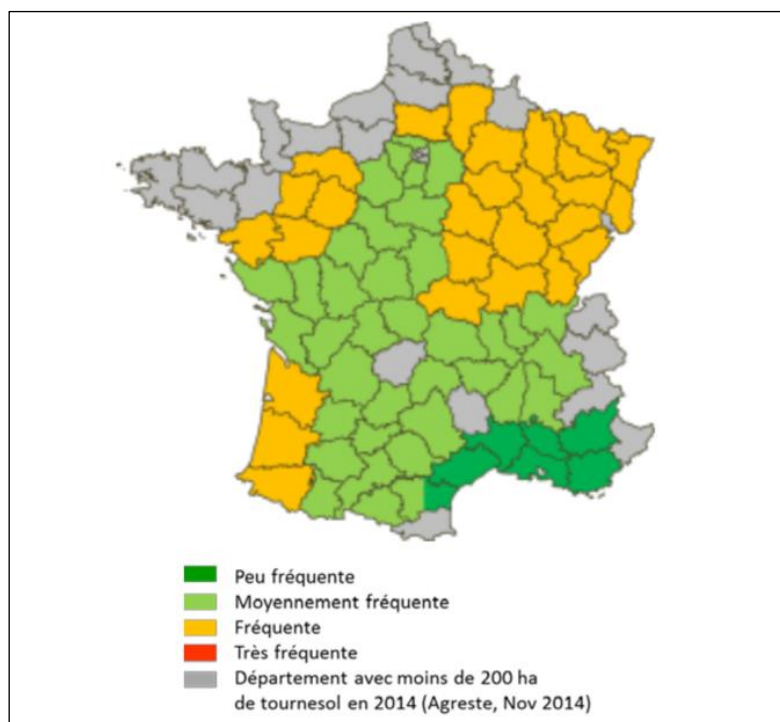 Peu fréquente
Moyennement fréquente
Fréquente
Très fréquente
Département avec moins de 200 ha
de tournesol en 2014 (Agreste, Nov 2014)